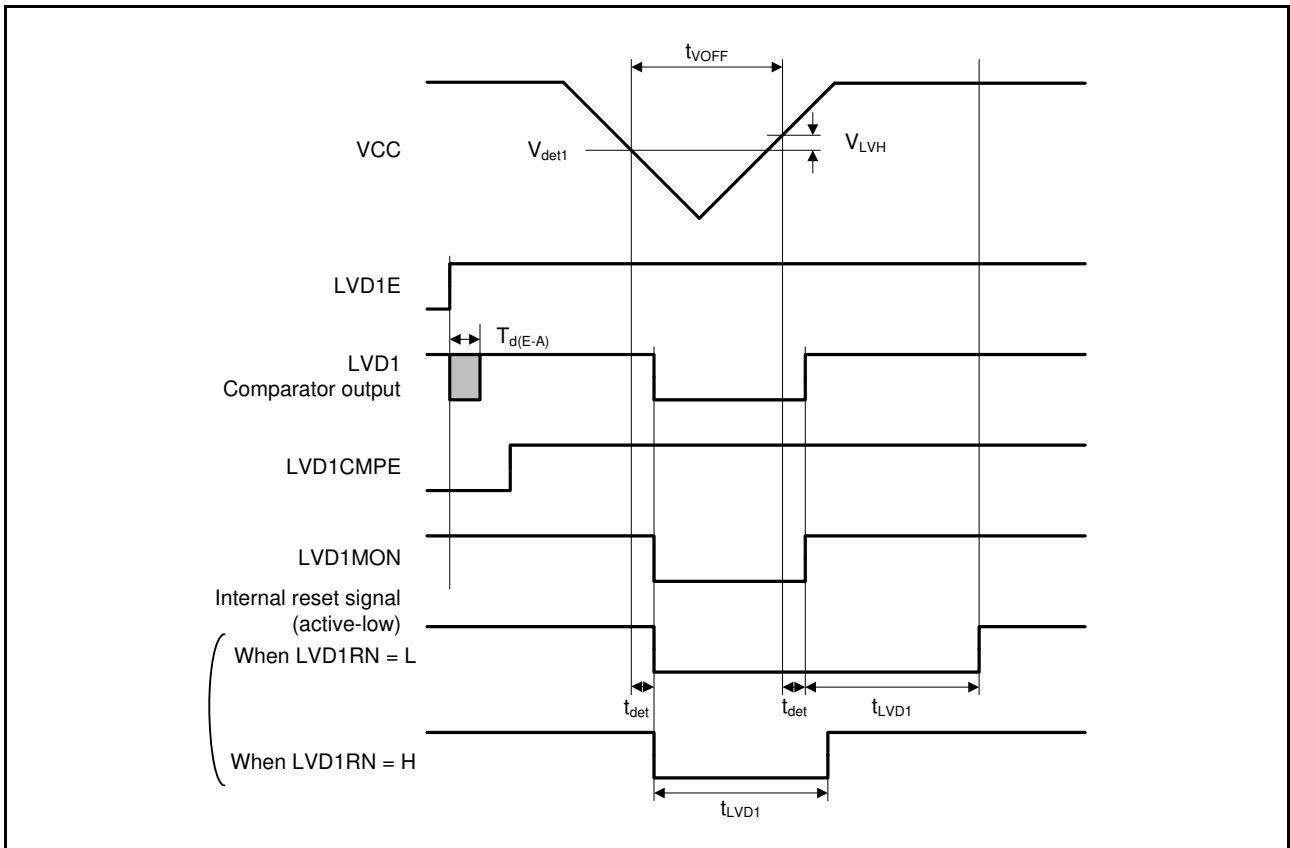 tVOFF
VCC
Vdet1
VLVH
LVD1E
Td(E-A)
LVD1
Comparator output
LVD1CMPE
LVD1MON
Internal reset signal
(active-low)
When LVD1RN = L
tdet
tdet
tLVD1
When LVD1RN = H
tLVD1